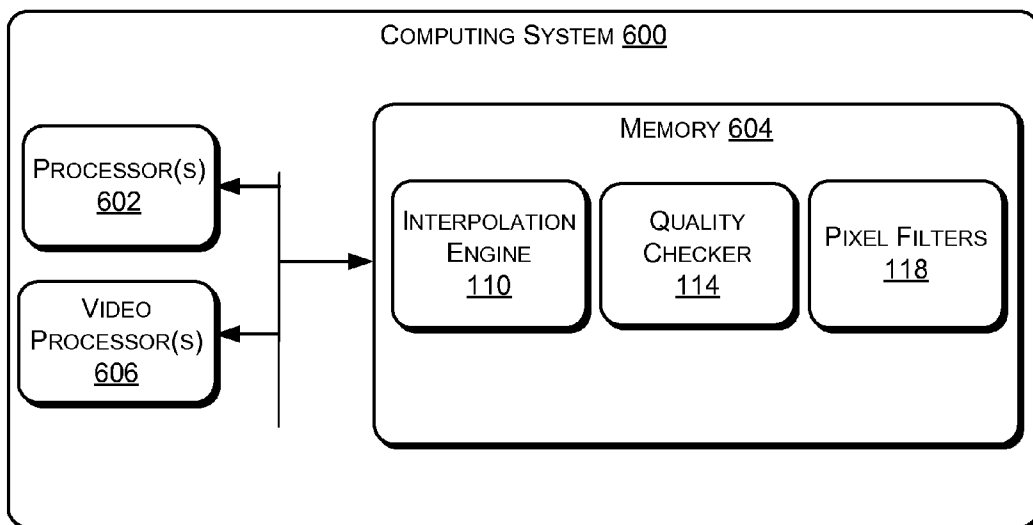 COMPUTING SYSTEM 600
MEMORY 604
PROCESSOR(S)
602
VIDEO
PROCESSOR(S)
606
INTERPOLATION
ENGINE
110
QUALITY
CHECKER
114
PIXEL FILTERS
118